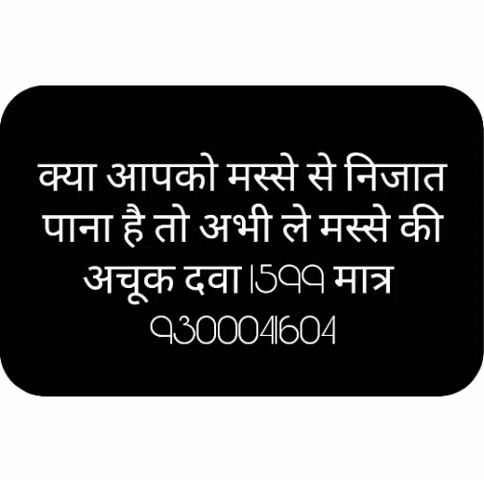 क्या आपको मस्से से निजात
पाना है तो अभी ले मस्से की
अचूक दवा 1599 मात्र
9300041604